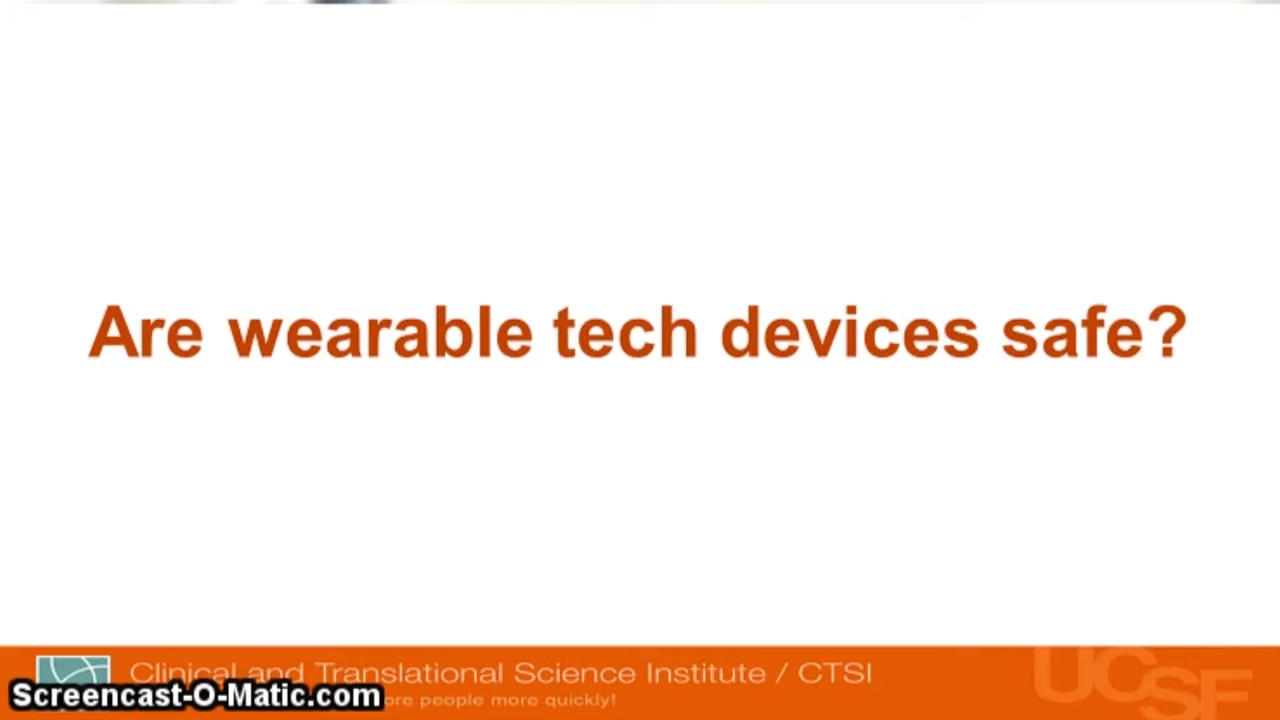 Are wearable tech devices safe?
Clinical and Translational Science Institute / CTSI
UCSF
Screencast-O-Matic.com
people more quickly!